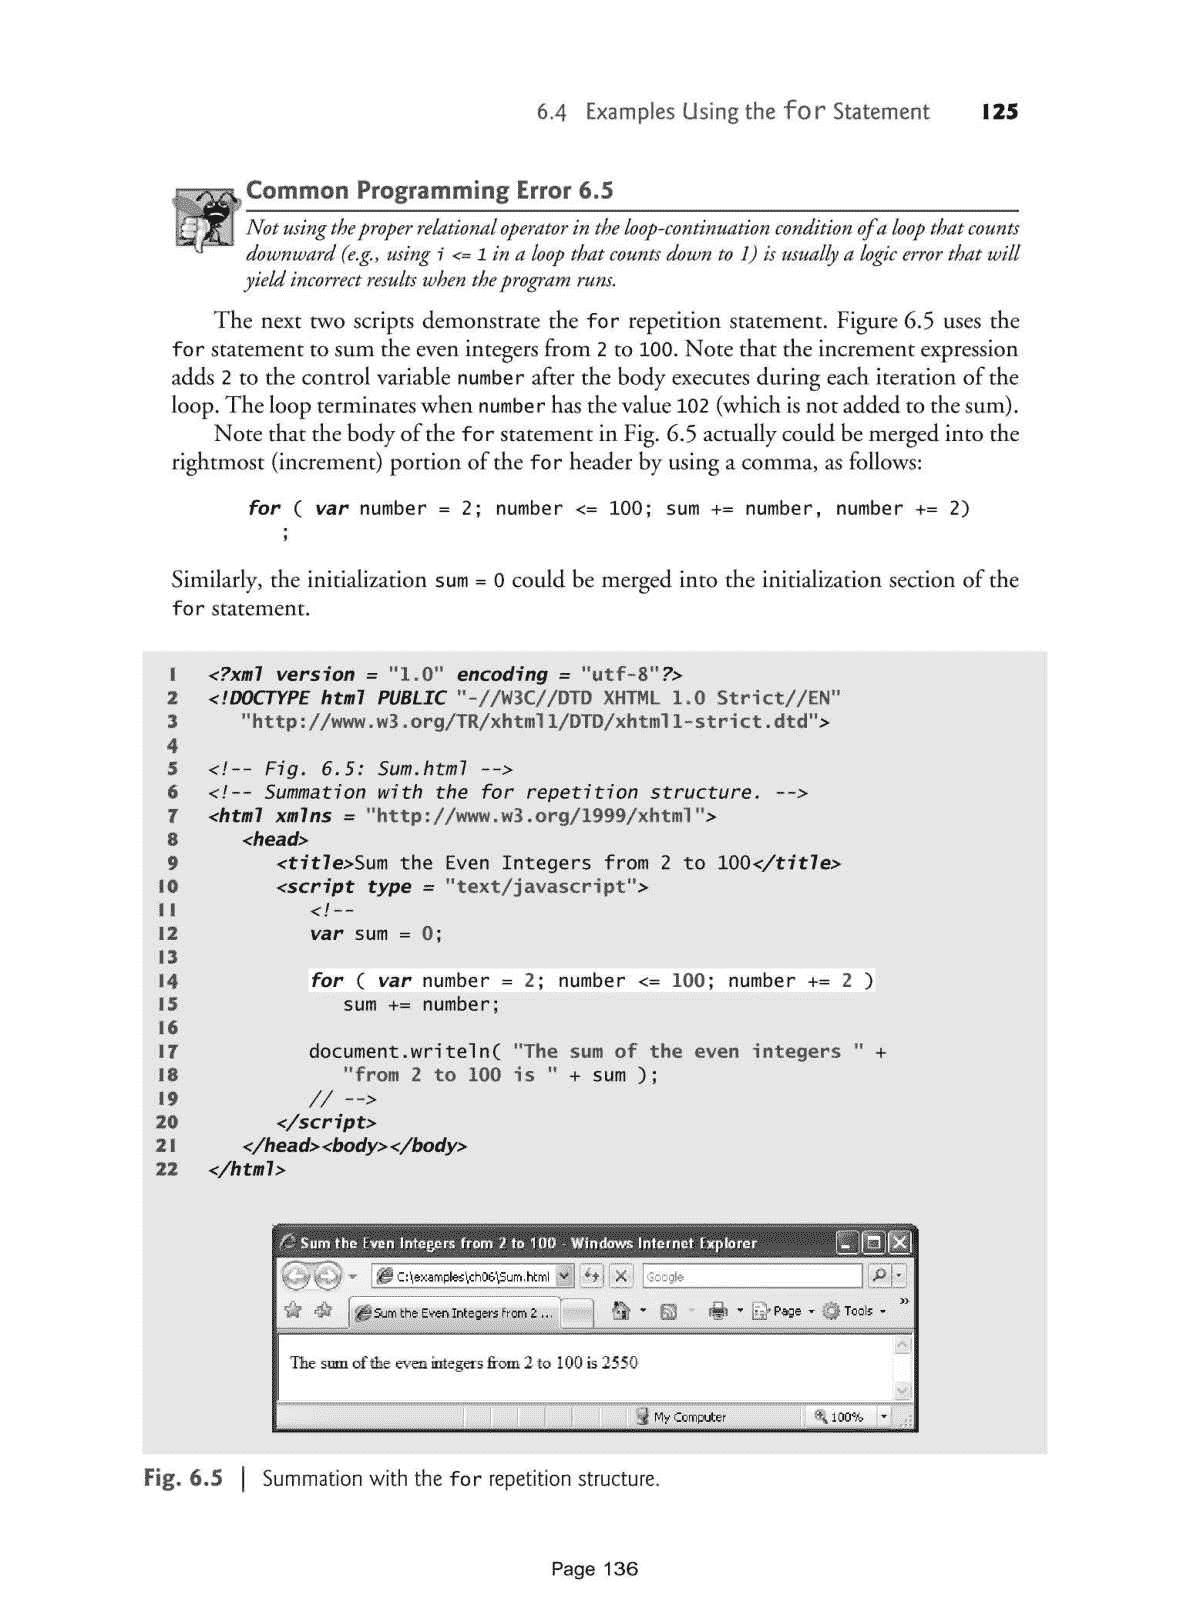 6.4 Examples Using the for Statement 125
Common Programming Error 6.5
Not using the proper relational operator in the loop-continuation condition of a loop that counts
downward (e.g., using i <= 1 in a loop that counts down to 1) is usually a logic error that will
yield incorrect results when the program runs.
The next two scripts demonstrate the for repetition statement. Figure 6.5 uses the
for statement to sum the even integers from 2 to 100. Note that the increment expression
adds 2 to the control variable number after the body executes during each iteration of the
loop. The loop terminates when number has the value 102 (which is not added to the sum).
Note that the body of the for statement in Fig. 6.5 actually could be merged into the
rightmost (increment) portion of the for header by using a comma, as follows:
for ( var number = 2; number <= 100; sum += number, number += 2)
;
Similarly, the initialization sum = 0 could be merged into the initialization section of the
for statement.
1 <?xml version = "1.0" encoding = "utf-8"?>
2 <!DOCTYPE html PUBLIC "-//W3C//DTD XHTML 1.0 Strict//EN"
3 "http://www.w3.org/TR/xhtml1/DTD/xhtml1-strict.dtd">
4
5 <!-- Fig. 6.5: Sum.html -->
6 <!-- Summation with the for repetition structure. -->
7 <html xmlns = "http://www.w3.org/1999/xhtml">
8 <head>
9 <title>Sum the Even Integers from 2 to 100</title>
10 <script type = "text/javascript">
11 <!--
12 var sum = 0;
13
14 for ( var number = 2; number <= 100; number += 2 )
15 sum += number;
16
17 document.writeln( "The sum of the even integers " +
18 "from 2 to 100 is " + sum );
19 // -->
20 </script>
21 </head><body></body>
22 </html>
Sum the Even Integers from 2 to 100 - Windows Internet Explorer
C:\examples\ch06\Sum.html Google
Sum the Even Integers from 2 ... Page Tools »
The sum of the even integers from 2 to 100 is 2550
My Computer 100%
Fig. 6.5 | Summation with the for repetition structure.
Page 136